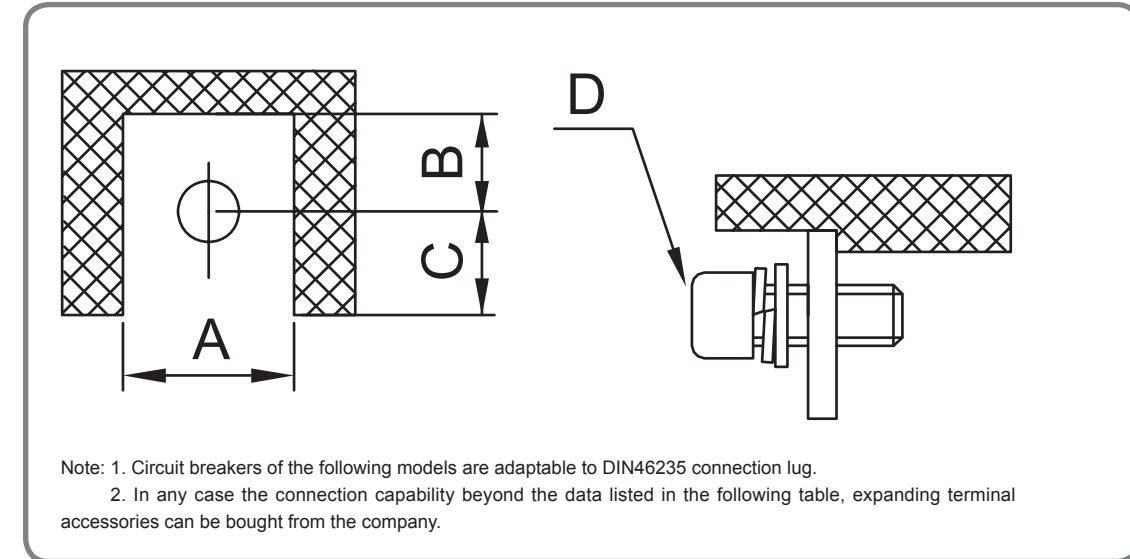 D
B
C
A
Note: 1. Circuit breakers of the following models are adaptable to DIN46235 connection lug.
2. In any case the connection capability beyond the data listed in the following table, expanding terminal
accessories can be bought from the company.